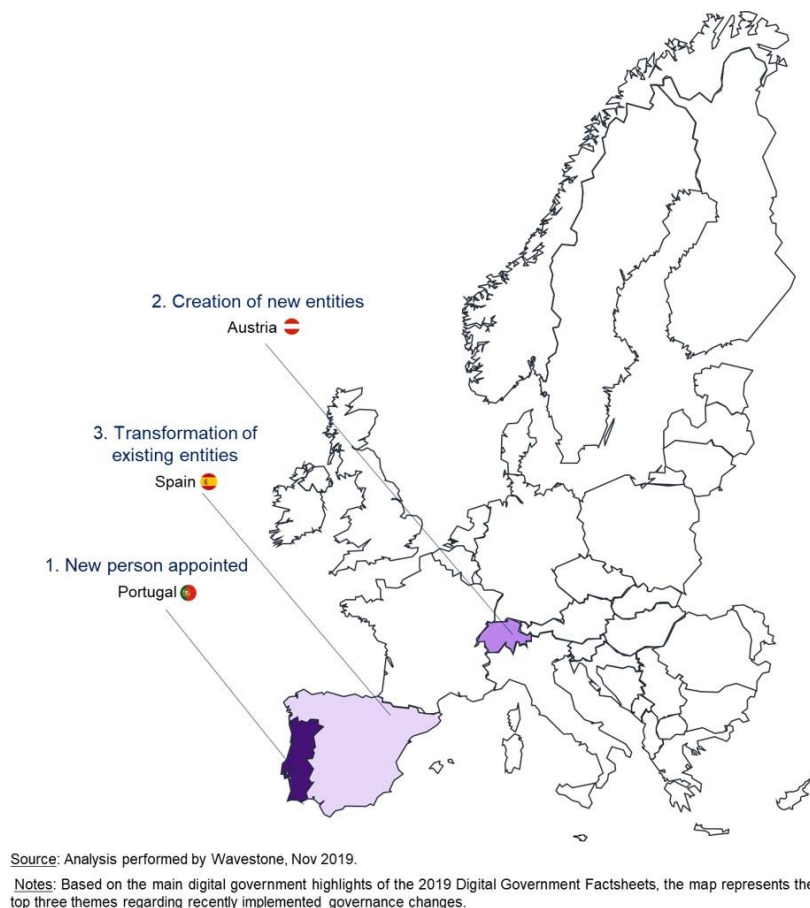 2. Creation of new entities
Austria
3. Transformation of
existing entities
Spain
1. New person appointed
Portugal
Source: Analysis performed by Wavestone, Nov 2019.
Notes: Based on the main digital government highlights of the 2019 Digital Government Factsheets, the map represents the
top three themes regarding recently implemented governance changes.